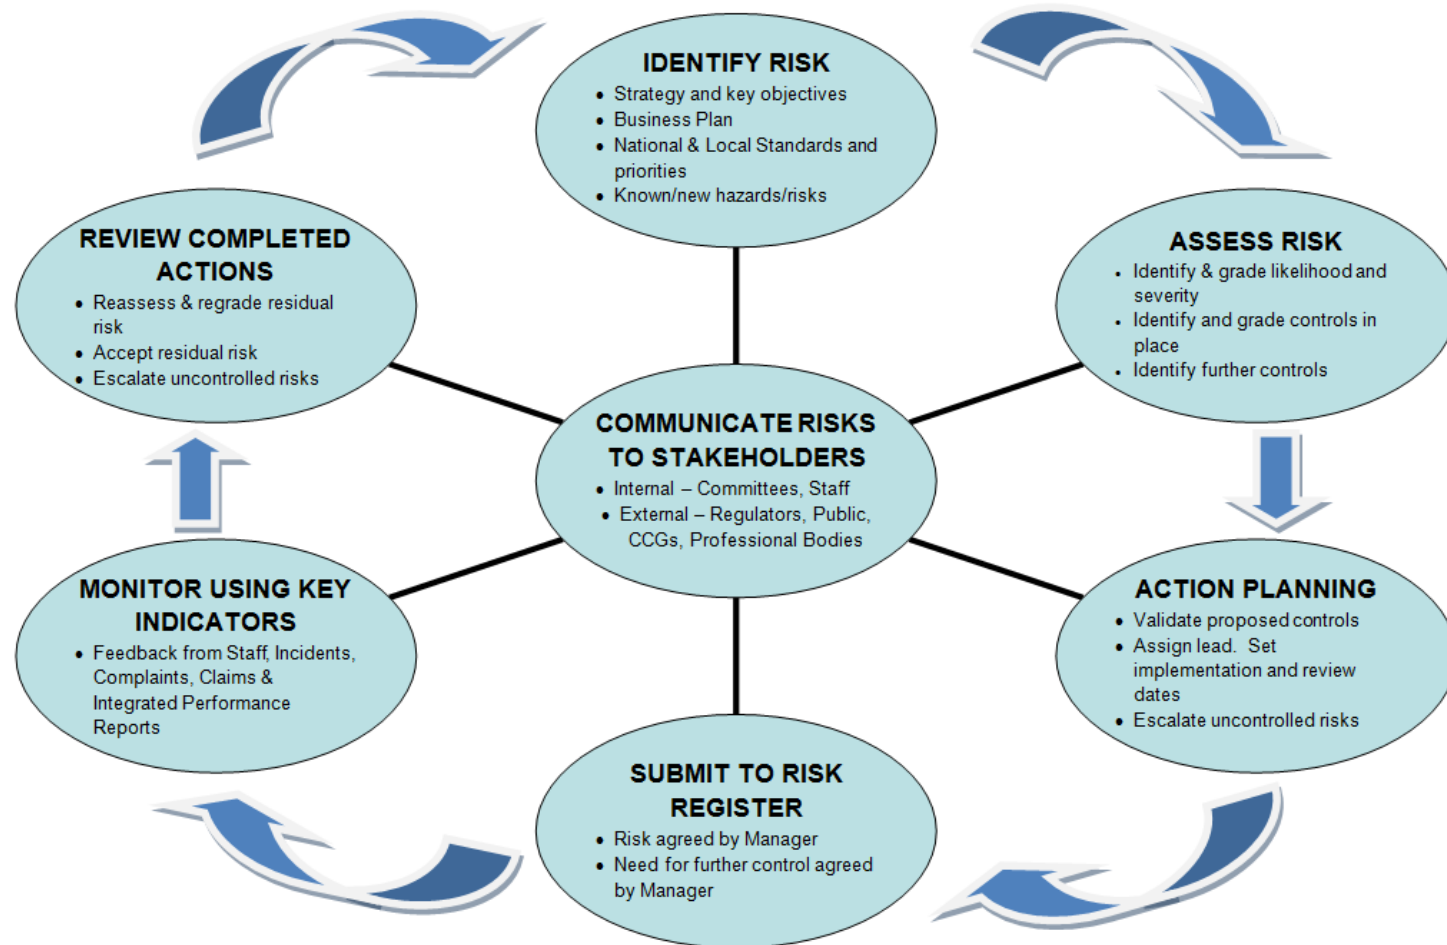 IDENTIFY RISK
• Strategy and key objectives
• Business Plan
• National & Local Standards and
priorities
• Known/new hazards/risks
ASSESS RISK
• Identify & grade likelihood and
severity
• Identify and grade controls in
place
• Identify further controls
ACTION PLANNING
• Validate proposed controls
• Assign lead.  Set
implementation and review
dates
• Escalate uncontrolled risks
SUBMIT TO RISK
REGISTER
• Risk agreed by Manager
• Need for further control agreed
by Manager
MONITOR USING KEY
INDICATORS
• Feedback from Staff, Incidents,
Complaints, Claims &
Integrated Performance
Reports
REVIEW COMPLETED
ACTIONS
• Reassess & regrade residual
risk
• Accept residual risk
• Escalate uncontrolled risks
COMMUNICATE RISKS
TO STAKEHOLDERS
• Internal – Committees, Staff
• External – Regulators, Public,
CCGs, Professional Bodies